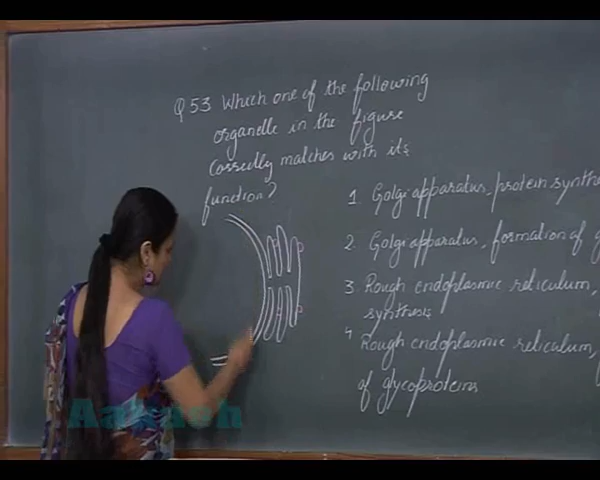 Q 53 Which one of the following
organelle in the figure
correctly matches with its
function?
1. Golgi apparatus, protein synthe
2. Golgi apparatus, formation of g
3. Rough endoplasmic reticulum,
synthesis
4 Rough endoplasmic reticulum,
of glycoproteins
Aakash